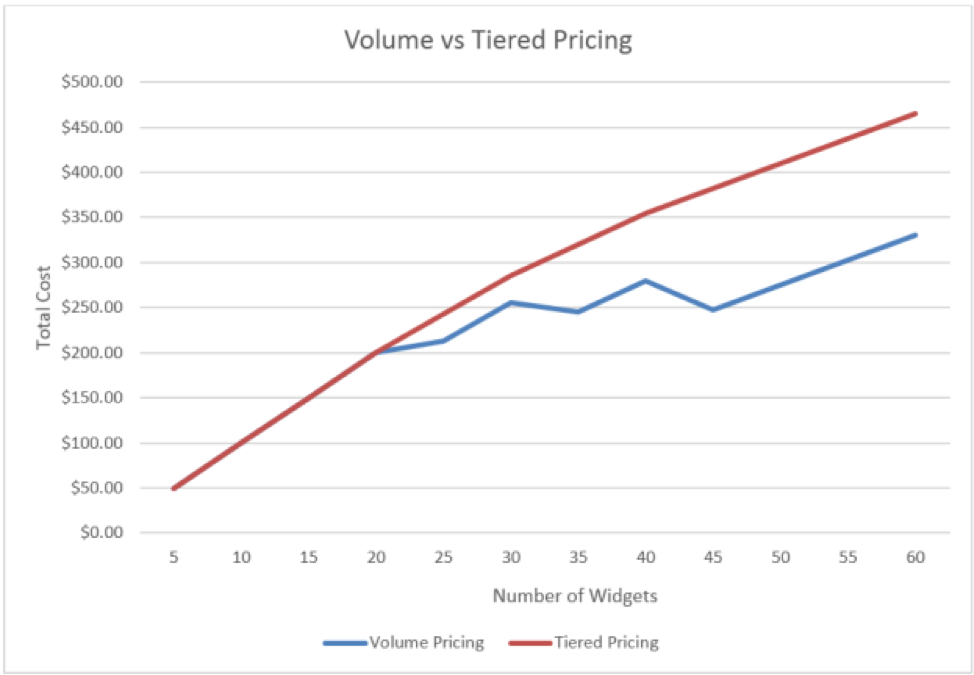 Volume vs Tiered Pricing
$500.00
$450.00
$400.00
$350.00
$300.00
$250.00
$200.00
$150.00
$100.00
$50.00
$0.00
Total Cost
5 10 15 20 25 30 35 40 45 50 55 60
Number of Widgets
Volume Pricing Tiered Pricing